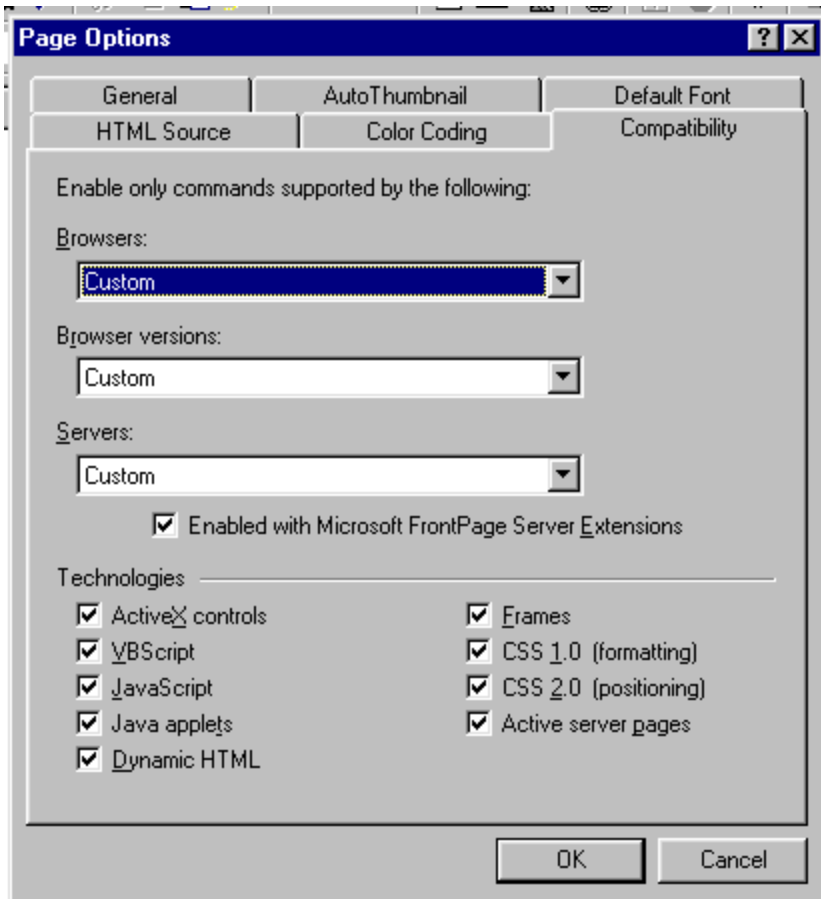 Page Options
General AutoThumbnail Default Font
HTML Source Color Coding Compatibility
Enable only commands supported by the following:
Browsers:
Custom
Browser versions:
Custom
Servers:
Custom
Enabled with Microsoft FrontPage Server Extensions
Technologies
ActiveX controls Frames
VBScript CSS 1.0 (formatting)
JavaScript CSS 2.0 (positioning)
Java applets Active server pages
Dynamic HTML
OK Cancel